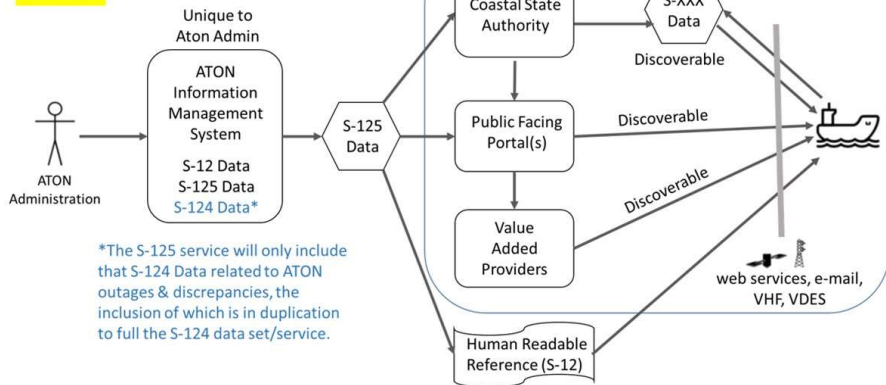 Unique to
Aton Admin
ATON
Information
Management
System
S-12 Data
S-125 Data
S-124 Data*
ATON
Administration
S-125
Data
Coastal State
Authority
S-XXX
Data
Discoverable
Public Facing
Portal(s)
Discoverable
Value
Added
Providers
Discoverable
web services, e-mail,
VHF, VDES
*The S-125 service will only include
that S-124 Data related to ATON
outages & discrepancies, the
inclusion of which is in duplication
to full the S-124 data set/service.
Human Readable
Reference (S-12)